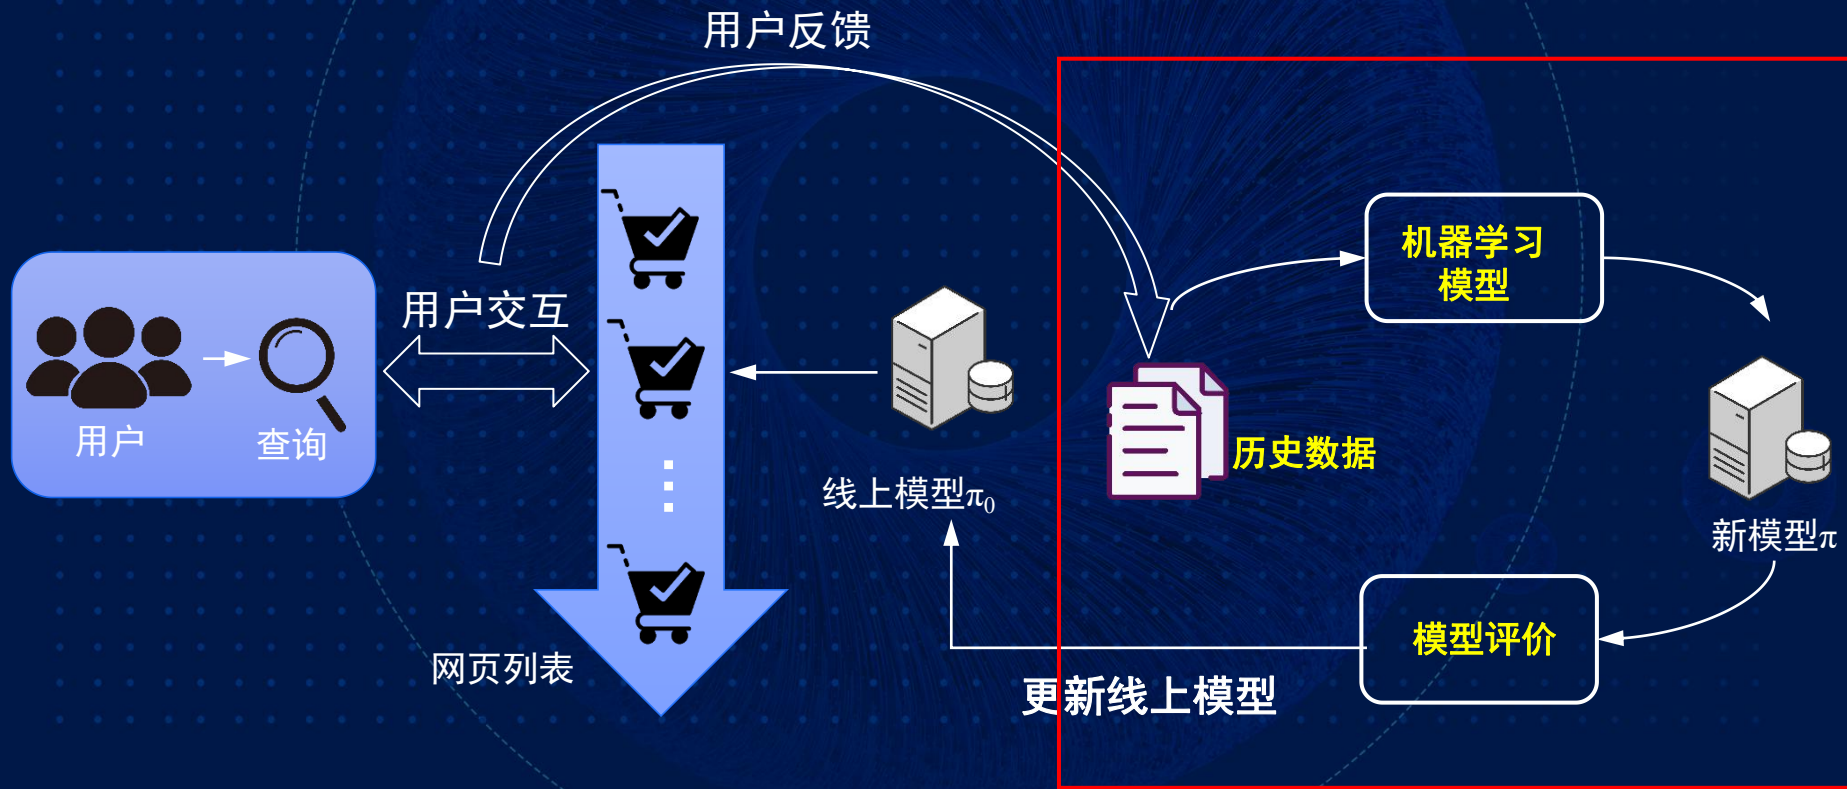 用户反馈
机器学习
模型
用户交互
用户
查询
历史数据
线上模型π₀
新模型π
模型评价
网页列表
更新线上模型